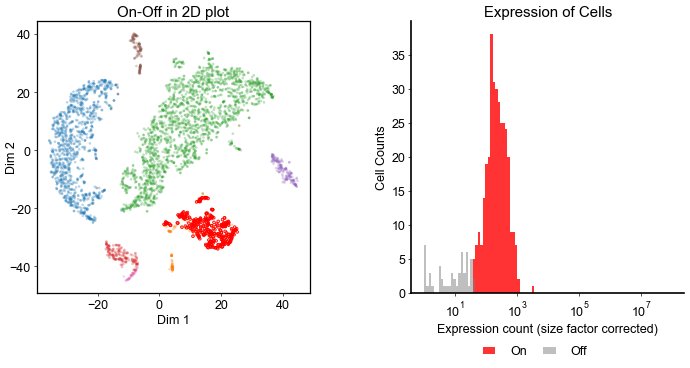 On-Off in 2D plot
40
20
0
−20
−40
Dim 2
−20
0
20
40
Dim 1
Expression of Cells
35
30
25
20
15
10
5
0
Cell Counts
10^1
10^3
10^5
10^7
Expression count (size factor corrected)
On
Off